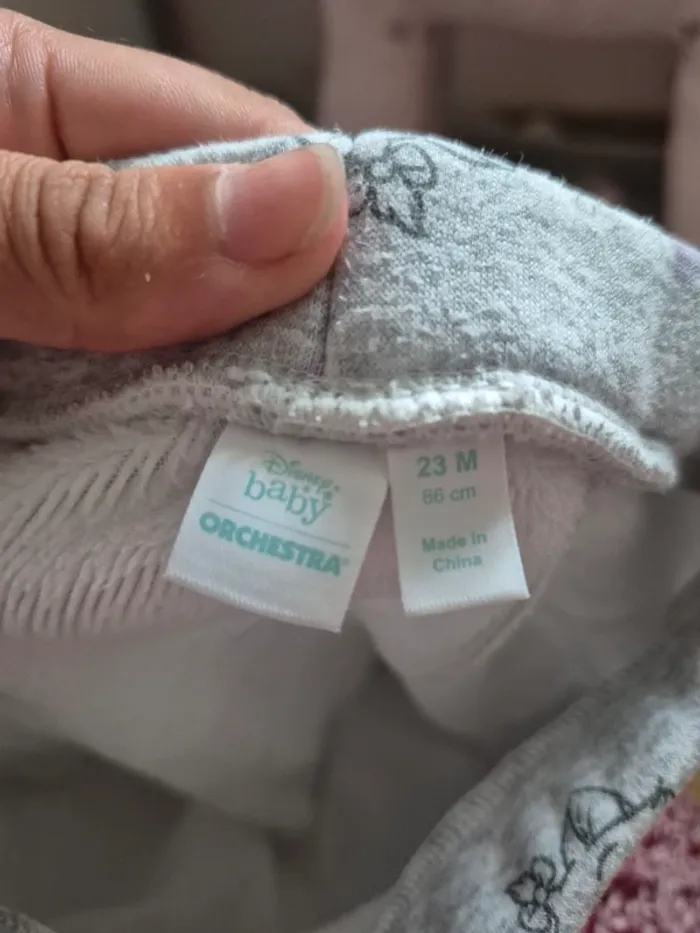 Disney
baby
ORCHESTRA
23 M
86 cm
Made in
China